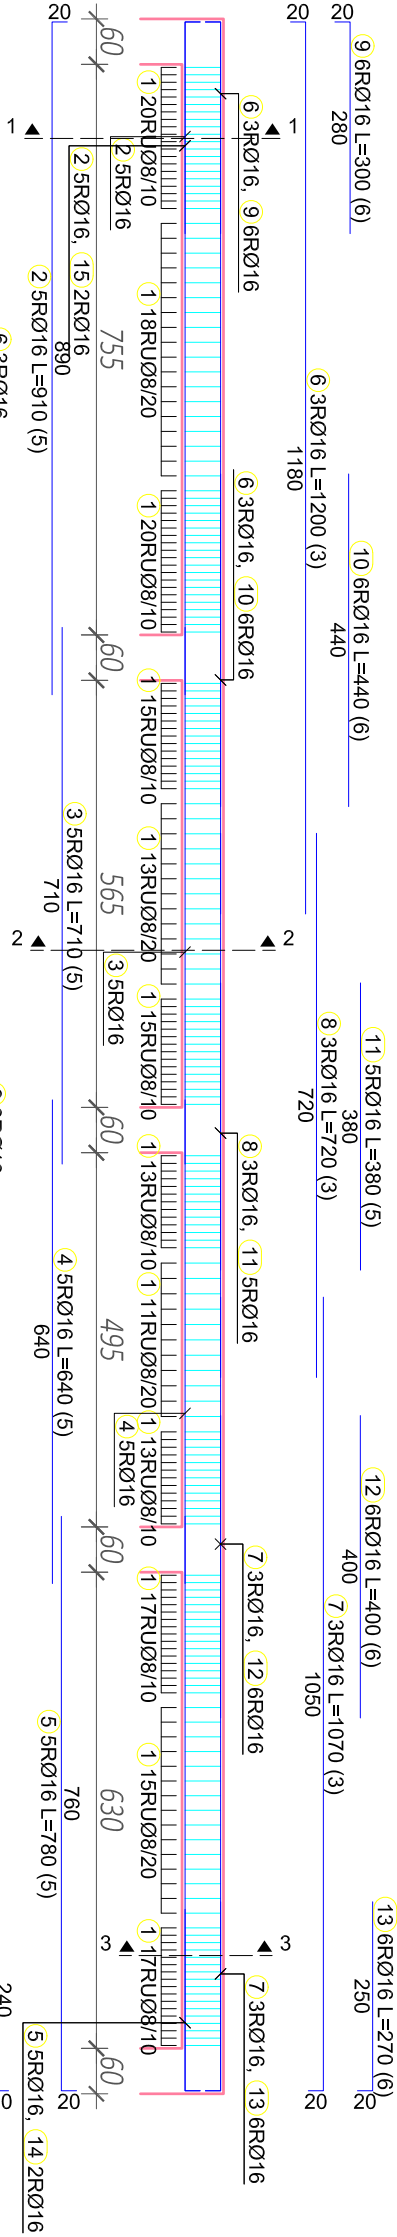 20
20
⑨ 6RØ16 L=300 (6)
280
⑥ 3RØ16 L=1200 (3)
1180
⑩ 6RØ16 L=440 (6)
440
⑪ 5RØ16 L=380 (5)
380
⑧ 3RØ16 L=720 (3)
720
⑫ 6RØ16 L=400 (6)
400
⑦ 3RØ16 L=1070 (3)
1050
⑬ 6RØ16 L=270 (6)
250
20
20
1
⑥ 3RØ16, ⑨ 6RØ16
⑥ 3RØ16, ⑩ 6RØ16
2
⑧ 3RØ16, ⑪ 5RØ16
⑦ 3RØ16, ⑫ 6RØ16
3
⑦ 3RØ16, ⑬ 6RØ16
① 20RUØ8/10
① 18RUØ8/20
① 20RUØ8/10
① 15RUØ8/10
① 13RUØ8/20
① 15RUØ8/10
① 13RUØ8/10
① 11RUØ8/20
① 13RUØ8/10
① 17RUØ8/10
① 15RUØ8/20
① 17RUØ8/10
② 5RØ16
③ 5RØ16
④ 5RØ16
60
755
60
565
60
495
60
630
60
3
② 5RØ16, ⑮ 2RØ16
20
1
890
② 5RØ16 L=910 (5)
2
③ 5RØ16 L=710 (5)
710
④ 5RØ16 L=640 (5)
640
760
⑤ 5RØ16 L=780 (5)
20
⑤ 5RØ16, ⑭ 2RØ16
240